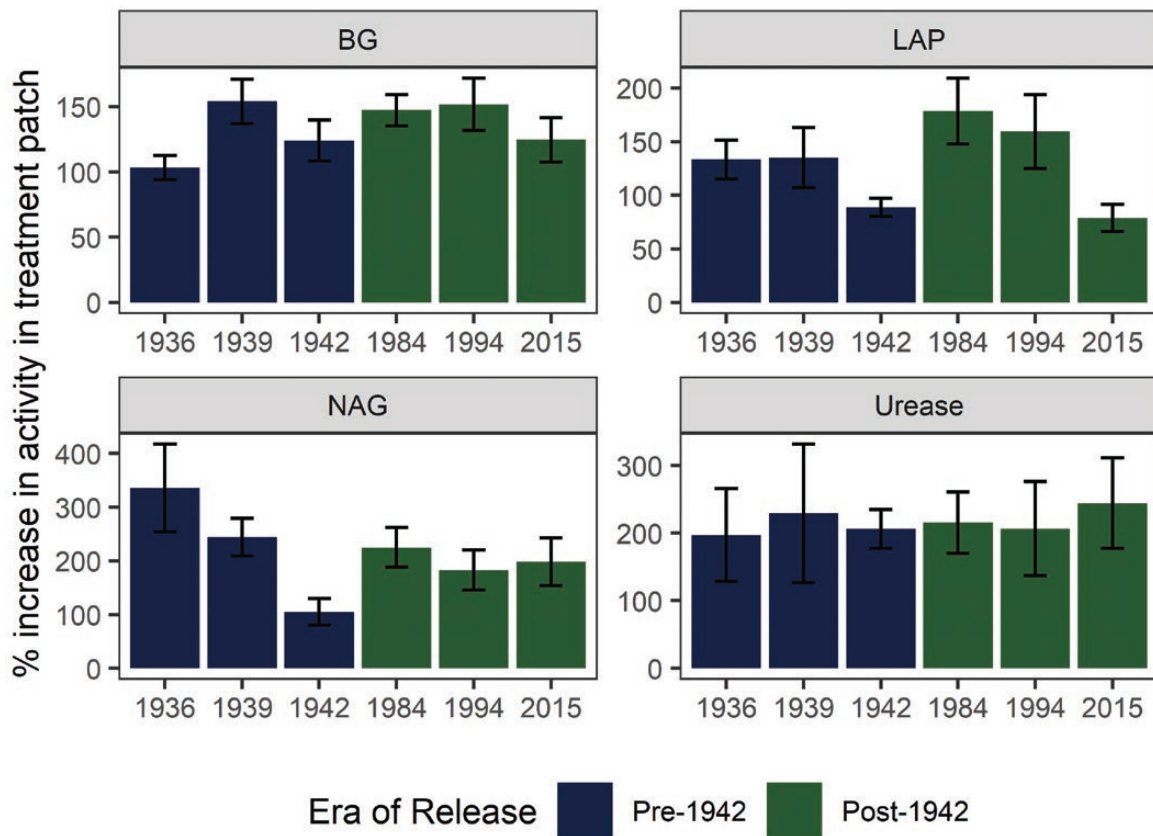 % increase in activity in treatment patch
BG
150
100
50
0
1936 1939 1942 1984 1994 2015
LAP
200
150
100
50
0
1936 1939 1942 1984 1994 2015
NAG
400
300
200
100
0
1936 1939 1942 1984 1994 2015
Urease
300
200
100
0
1936 1939 1942 1984 1994 2015
Era of Release Pre-1942 Post-1942